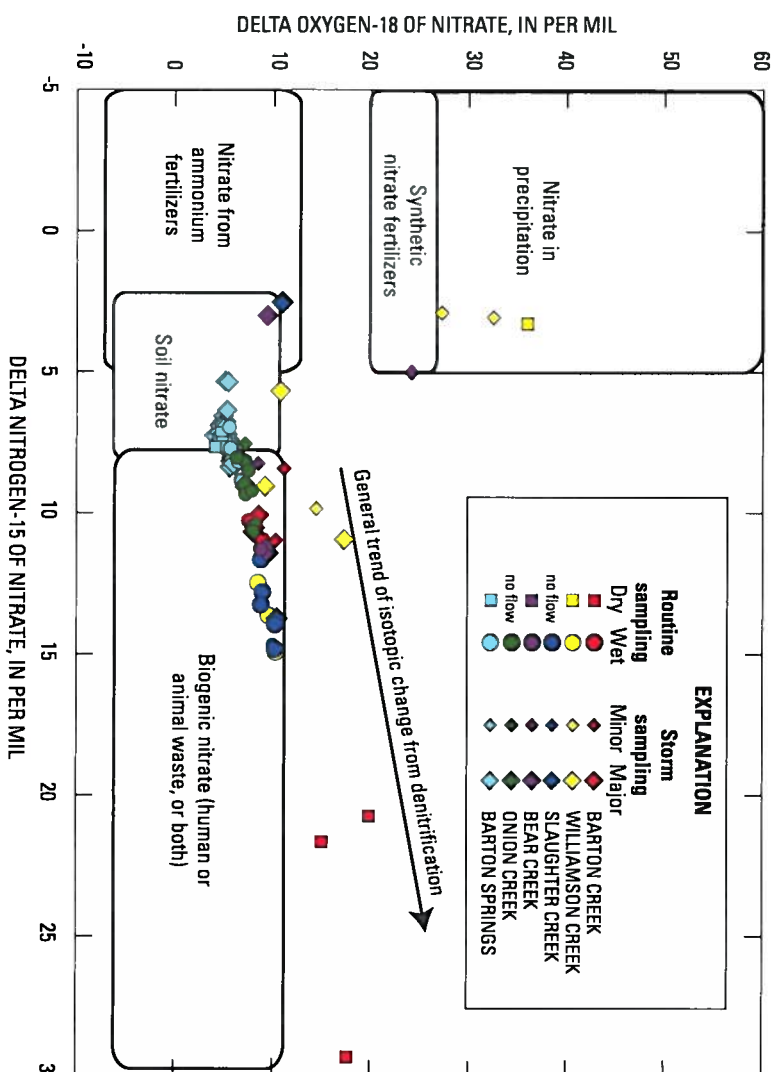 DELTA OXYGEN-18 OF NITRATE, IN PER MIL
60
50
40
30
20
10
0
-10
-5
0
5
10
15
20
25
3
DELTA NITROGEN-15 OF NITRATE, IN PER MIL
Nitrate in
precipitation
Synthetic
nitrate fertilizers
Nitrate from
ammonium
fertilizers
Soil nitrate
Biogenic nitrate (human or
animal waste, or both)
General trend of isotopic change from denitrification
EXPLANATION
Routine Storm
sampling sampling
Dry Wet Minor Major
BARTON CREEK
WILLIAMSON CREEK
no flow SLAUGHTER CREEK
BEAR CREEK
no flow ONION CREEK
BARTON SPRINGS